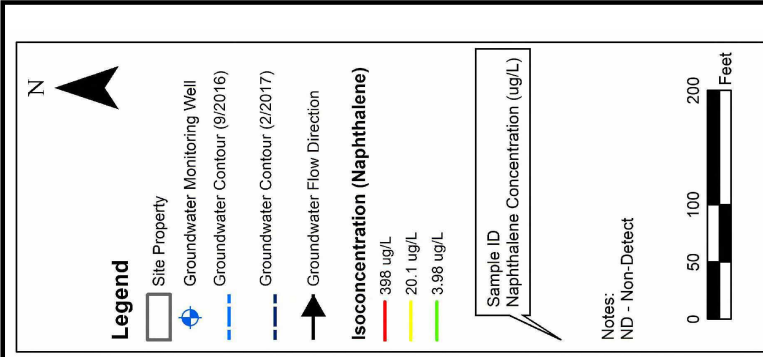 N
Legend
Site Property
Groundwater Monitoring Well
Groundwater Contour (9/2016)
Groundwater Contour (2/2017)
Groundwater Flow Direction
Isoconcentration (Naphthalene)
398 ug/L
20.1 ug/L
3.98 ug/L
Sample ID
Naphthalene Concentration (ug/L)
Notes:
ND - Non-Detect
0 50 100 200
Feet